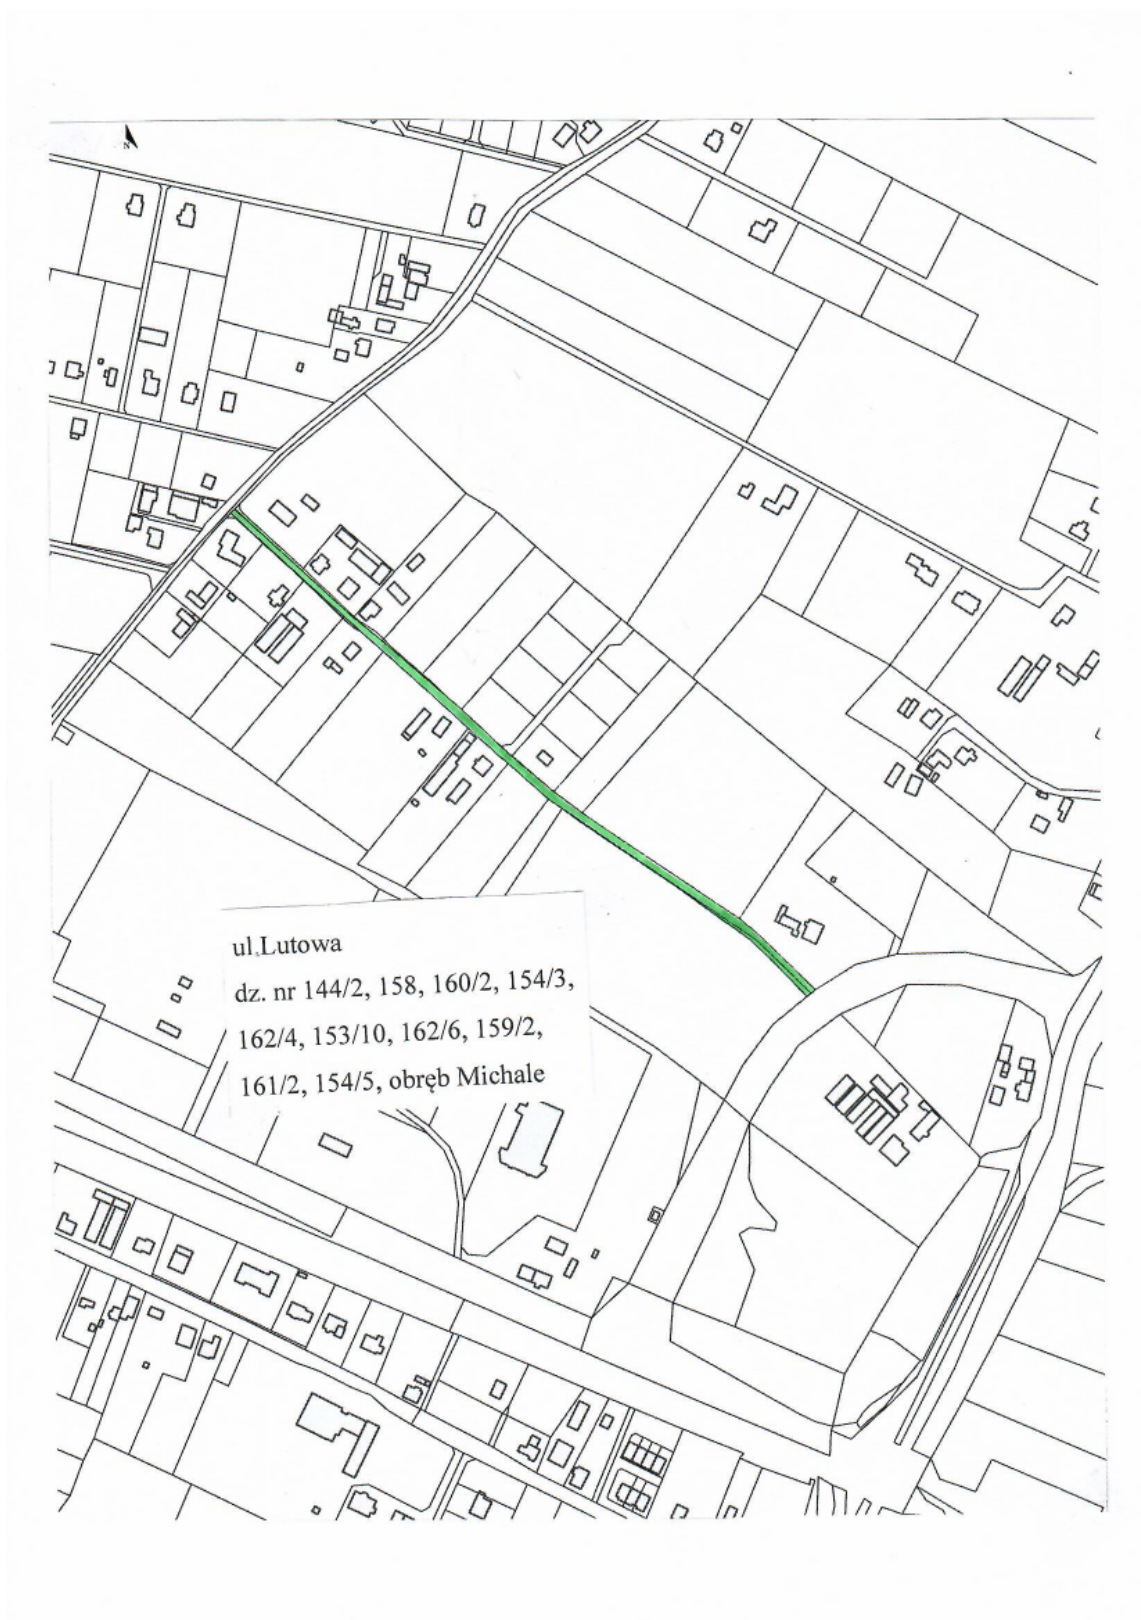 N
ul.Lutowa
dz. nr 144/2, 158, 160/2, 154/3,
162/4, 153/10, 162/6, 159/2,
161/2, 154/5, obręb Michale